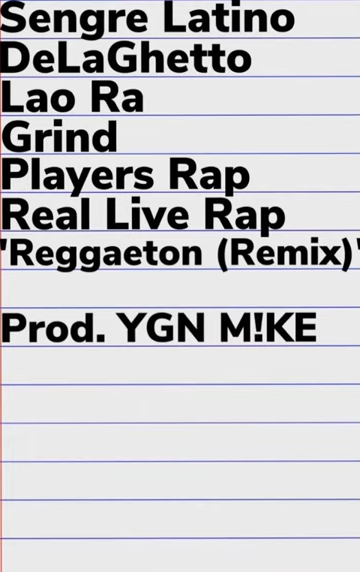 Sengre Latino
DeLaGhetto
Lao Ra
Grind
Players Rap
Real Live Rap
"Reggaeton (Remix)"
Prod. YGN M!KE